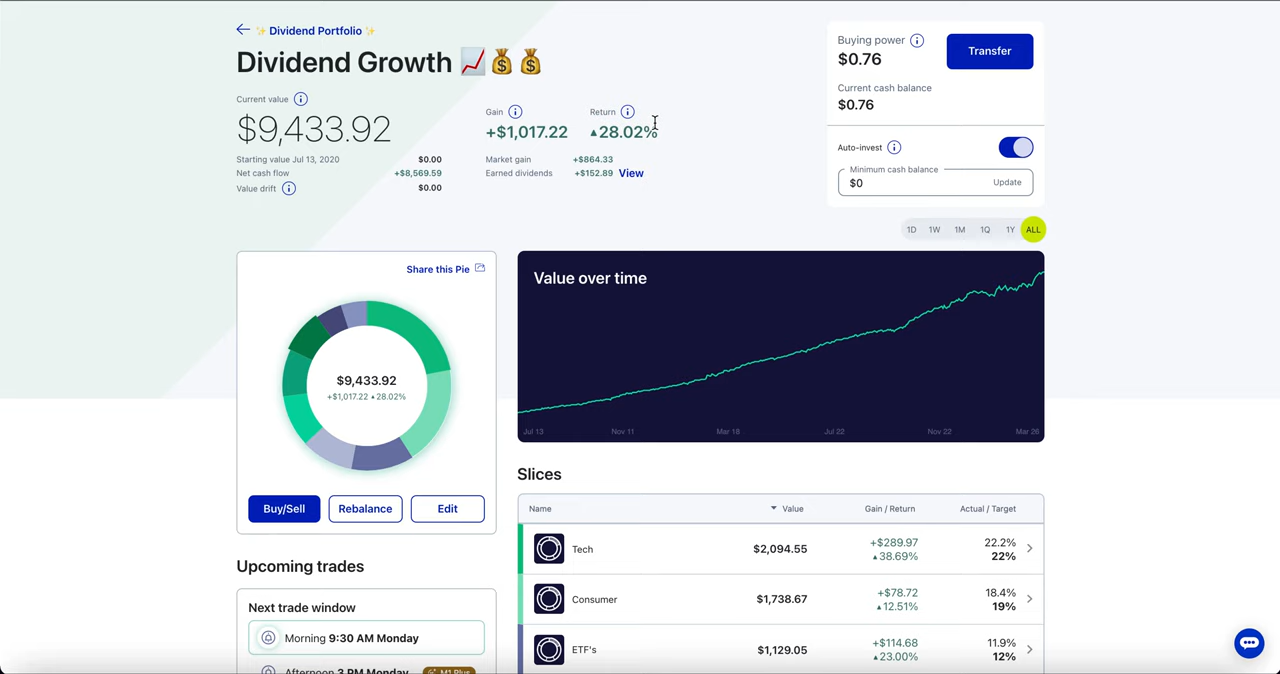 ✨ Dividend Portfolio ✨
Dividend Growth 📈💰💰
Current value
$9,433.92
Starting value Jul 13, 2020 $0.00
Net cash flow +$8,569.59
Value drift $0.00
Gain Return
+$1,017.22 ▲28.02%
Market gain +$864.33
Earned dividends +$152.89 View
Buying power
$0.76
Transfer
Current cash balance
$0.76
Auto-invest
Minimum cash balance
$0 Update
1D 1W 1M 1Q 1Y ALL
Share this Pie
$9,433.92
+$1,017.22 ▲28.02%
Buy/Sell Rebalance Edit
Value over time
Jul 13 Nov 11 Mar 18 Jul 22 Nov 22 Mar 26
Slices
Name ▼ Value Gain / Return Actual / Target
Tech $2,094.55 +$289.97 22.2%
▲38.69% 22%
Consumer $1,738.67 +$78.72 18.4%
▲12.51% 19%
ETF's $1,129.05 +$114.68 11.9%
▲23.00% 12%
Upcoming trades
Next trade window
Morning 9:30 AM Monday
Afternoon 3 PM Monday M1 Plus